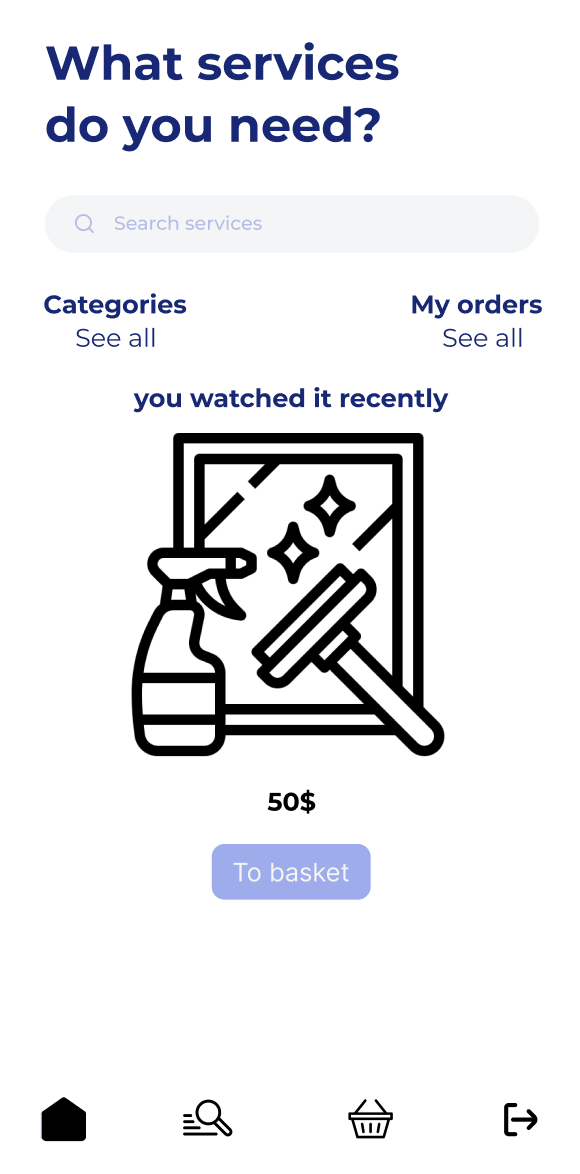 What services
do you need?
Search services
Categories
My orders
See all
See all
you watched it recently
50$
To basket